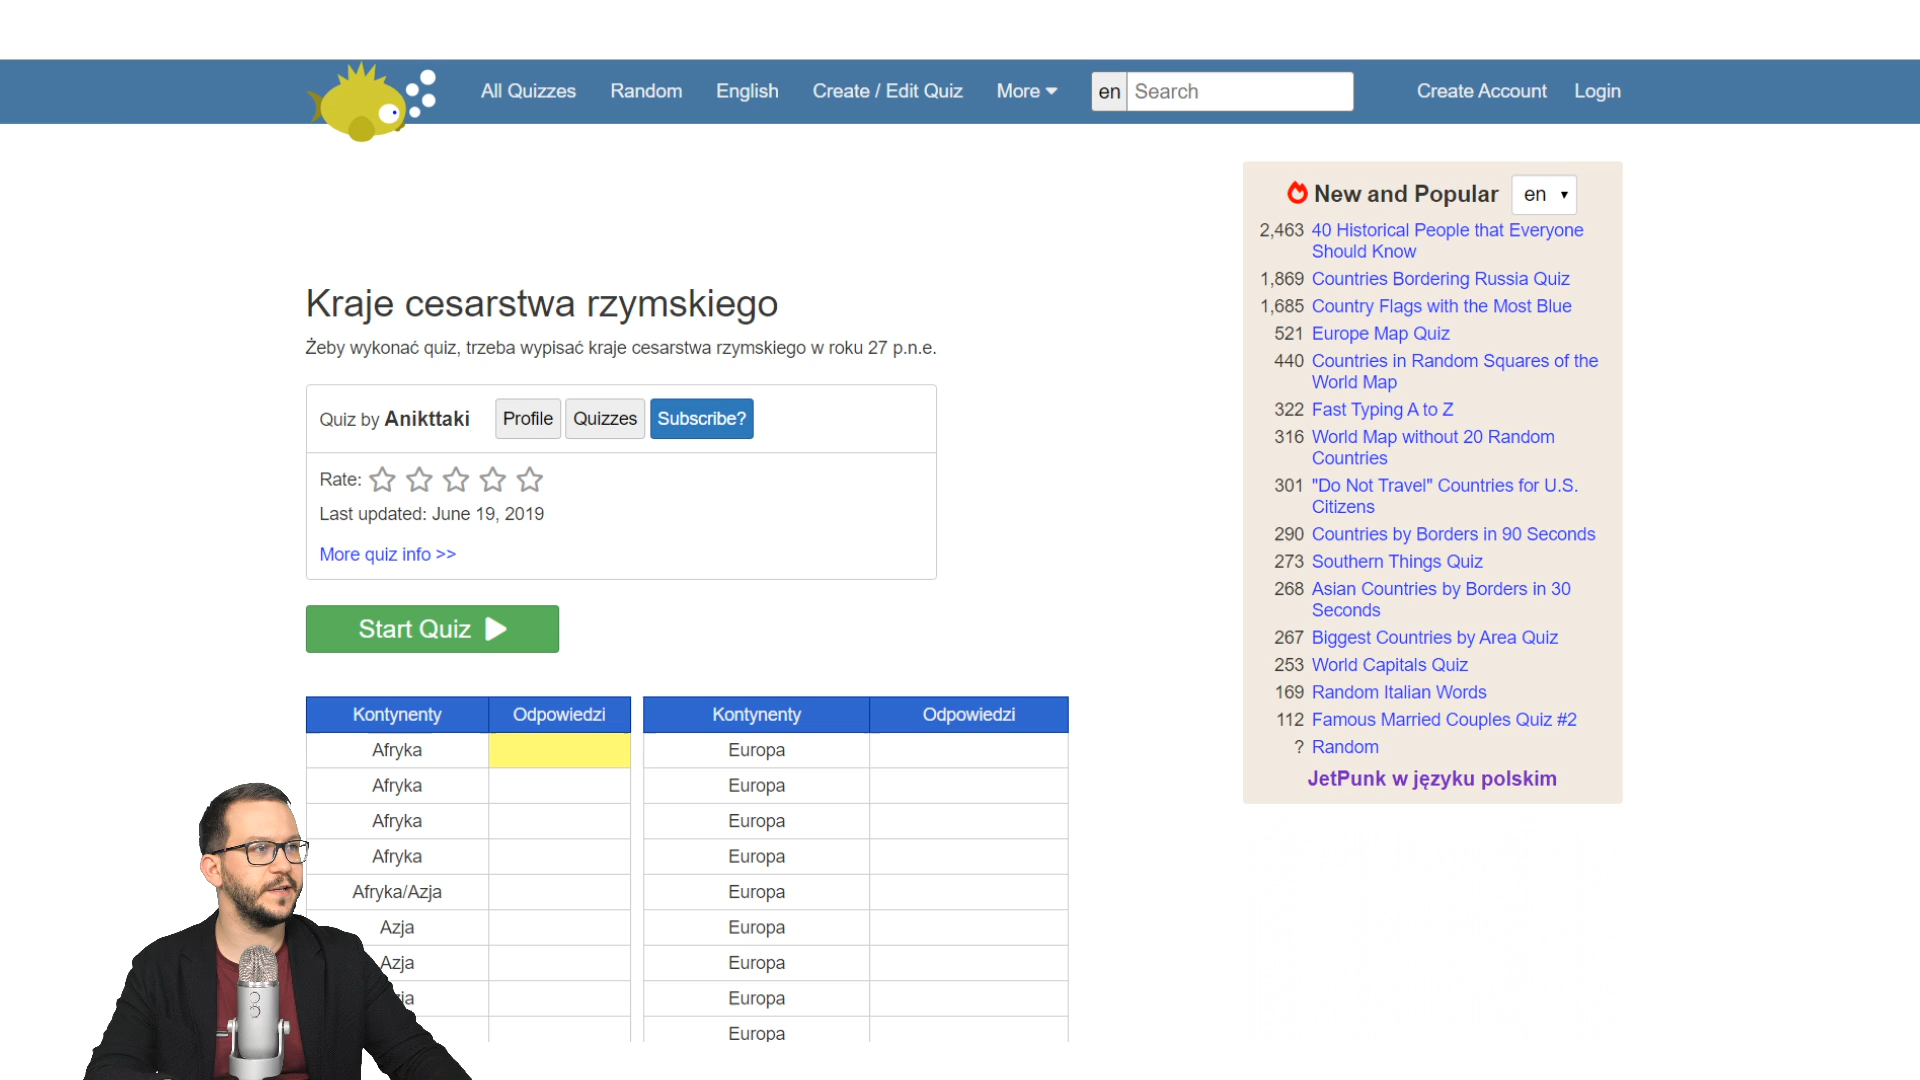 All Quizzes Random English Create / Edit Quiz More en Search Create Account Login
Kraje cesarstwa rzymskiego
Żeby wykonać quiz, trzeba wypisać kraje cesarstwa rzymskiego w roku 27 p.n.e.
Quiz by Anikttaki Profile Quizzes Subscribe?
Rate:
Last updated: June 19, 2019
More quiz info >>
Start Quiz
Kontynenty Odpowiedzi Kontynenty Odpowiedzi
Afryka Europa
Afryka Europa
Afryka Europa
Afryka Europa
Afryka/Azja Europa
Azja Europa
Azja Europa
Europa
Europa
New and Popular en
2,463 40 Historical People that Everyone
Should Know
1,869 Countries Bordering Russia Quiz
1,685 Country Flags with the Most Blue
521 Europe Map Quiz
440 Countries in Random Squares of the
World Map
322 Fast Typing A to Z
316 World Map without 20 Random
Countries
301 "Do Not Travel" Countries for U.S.
Citizens
290 Countries by Borders in 90 Seconds
273 Southern Things Quiz
268 Asian Countries by Borders in 30
Seconds
267 Biggest Countries by Area Quiz
253 World Capitals Quiz
169 Random Italian Words
112 Famous Married Couples Quiz #2
? Random
JetPunk w języku polskim